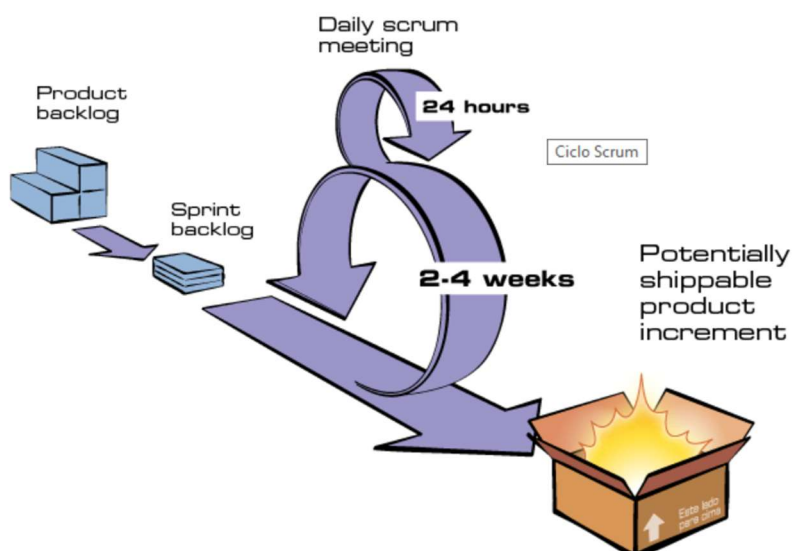 Daily scrum
meeting
24 hours
Product
backlog
Ciclo Scrum
Sprint
backlog
2-4 weeks
Potentially
shippable
product
increment
Este lado
para cima